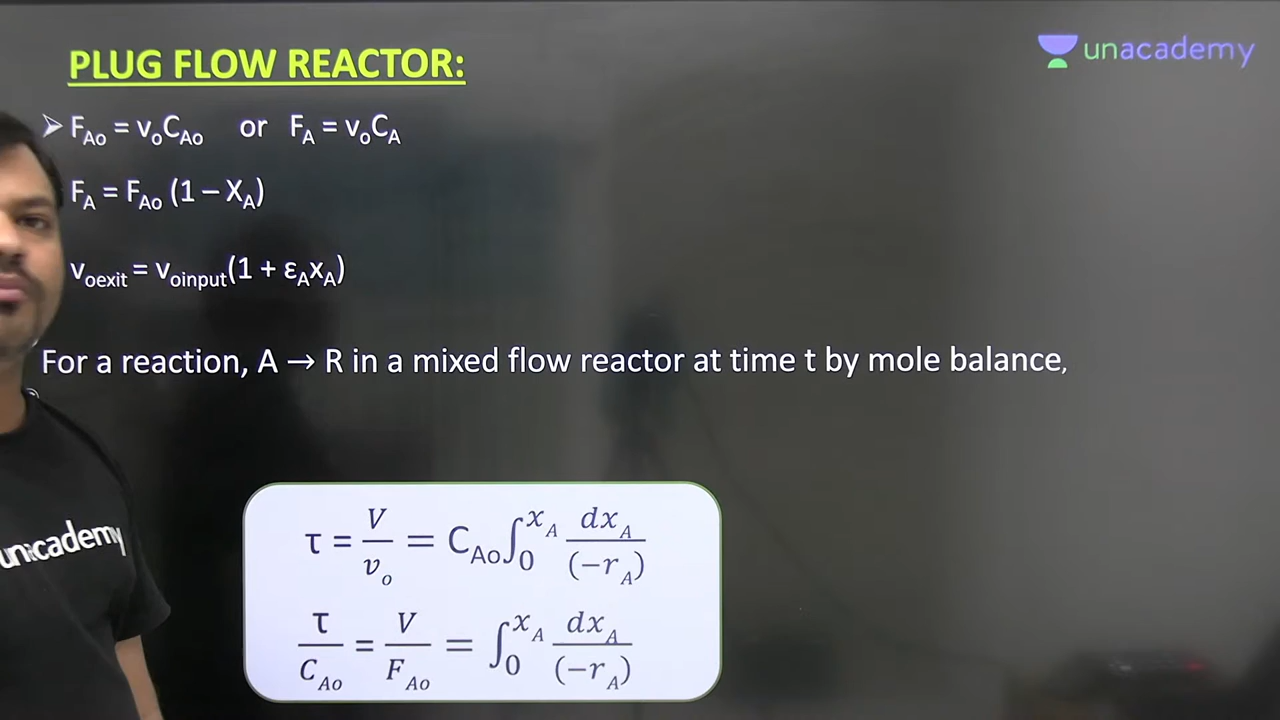 PLUG FLOW REACTOR:
unacademy
➢ F_Ao = v_oC_Ao or F_A = v_oC_A
F_A = F_Ao (1 – X_A)
v_oexit = v_oinput(1 + ε_Ax_A)
For a reaction, A → R in a mixed flow reactor at time t by mole balance,
unacademy
τ = V/v_o = C_Ao ∫_0^x_A dx_A/(−r_A)
τ/C_Ao = V/F_Ao = ∫_0^x_A dx_A/(−r_A)